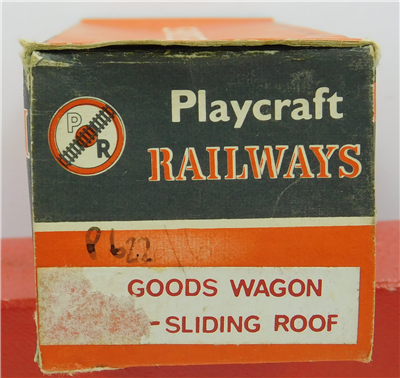 P
R
Playcraft
RAILWAYS
P622
GOODS WAGON
-SLIDING ROOF